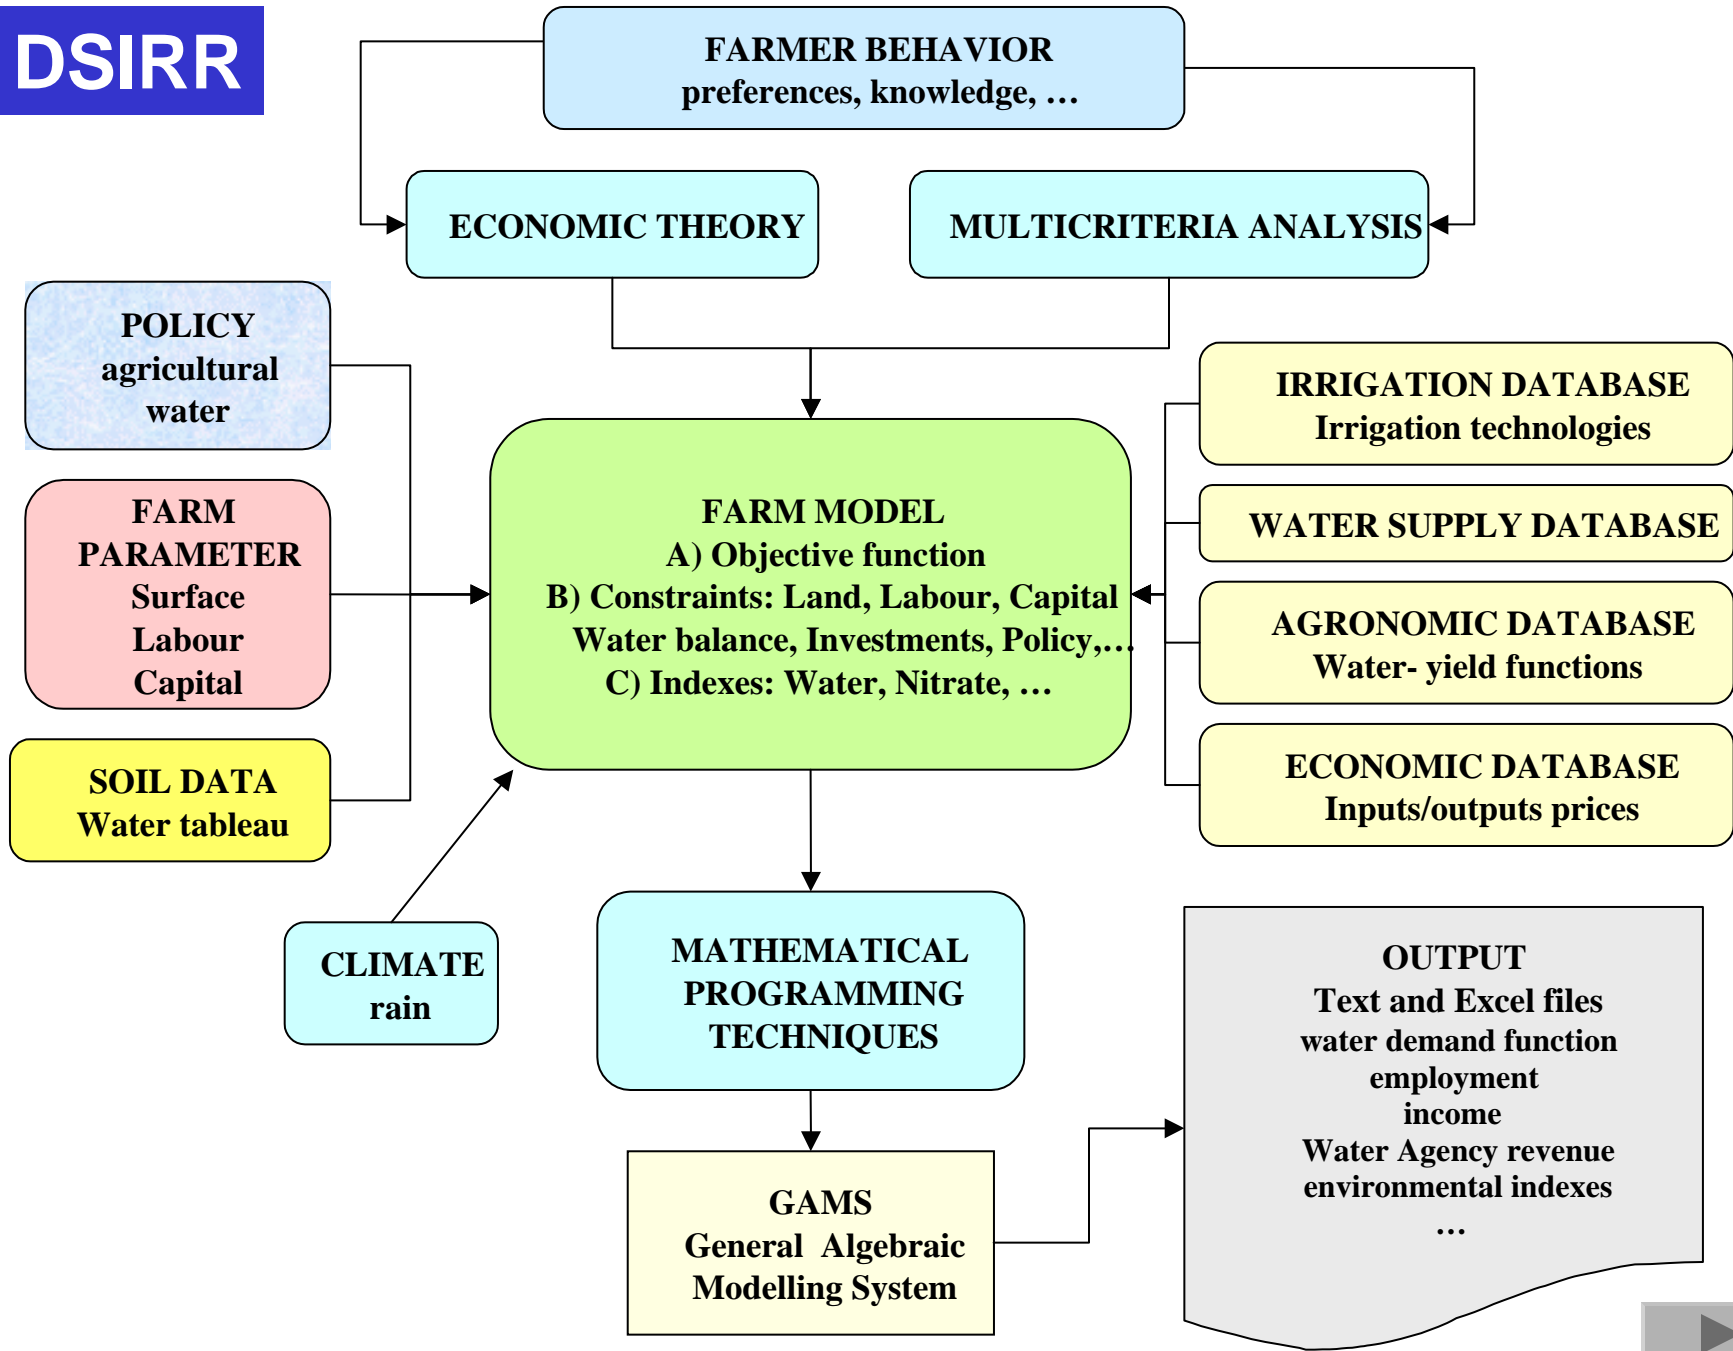 DSIRR
FARMER BEHAVIOR
preferences, knowledge, …
ECONOMIC THEORY
MULTICRITERIA ANALYSIS
POLICY
agricultural
water
FARM
PARAMETER
Surface
Labour
Capital
SOIL DATA
Water tableau
CLIMATE
rain
FARM MODEL
A) Objective function
B) Constraints: Land, Labour, Capital
Water balance, Investments, Policy,…
C) Indexes: Water, Nitrate, …
IRRIGATION DATABASE
Irrigation technologies
WATER SUPPLY DATABASE
AGRONOMIC DATABASE
Water- yield functions
ECONOMIC DATABASE
Inputs/outputs prices
MATHEMATICAL
PROGRAMMING
TECHNIQUES
GAMS
General  Algebraic
Modelling System
OUTPUT
Text and Excel files
water demand function
employment
income
Water Agency revenue
environmental indexes
…